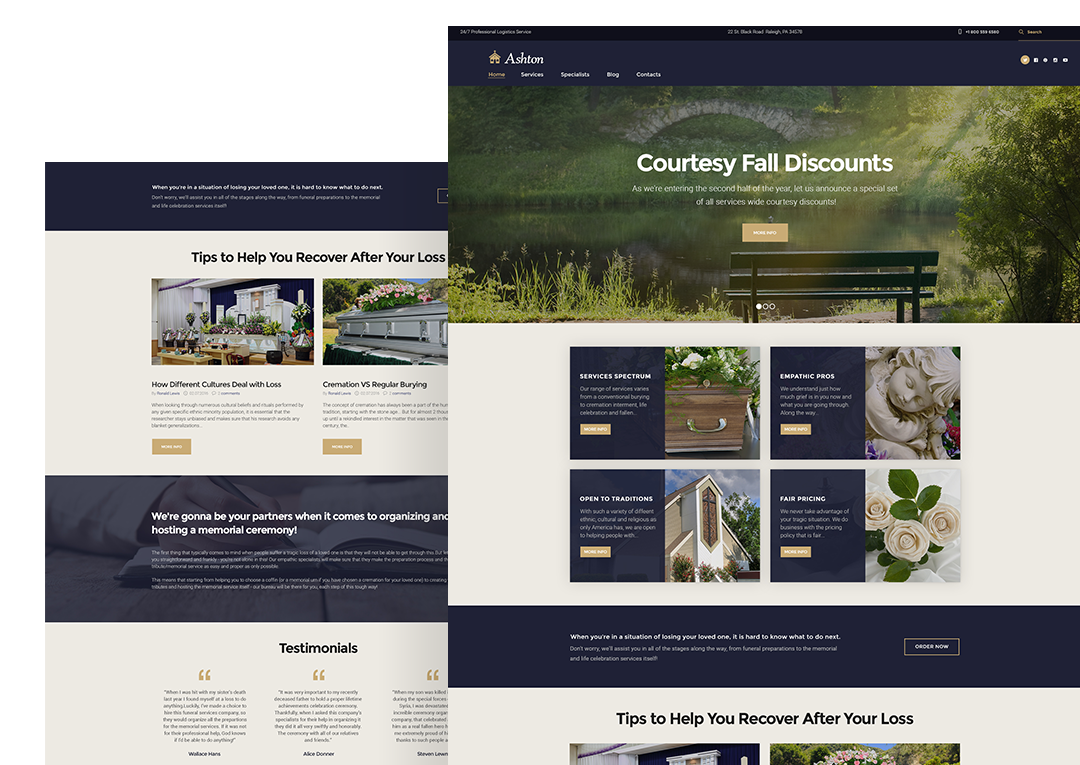 24/7 Professional Logistics Service
22 St. Black Road. Raleigh, PA 34578
+1 800 559 6580
Search
Ashton
Home
Services
Specialists
Blog
Contacts
Courtesy Fall Discounts
As we're entering the second half of the year, let us announce a special set
of all services wide courtesy discounts!
MORE INFO
SERVICES SPECTRUM
Our range of services varies
from a conventional burying
to cremation interment, life
celebration and fallen...
MORE INFO
EMPATHIC PROS
We understand just how
much grief is in you now and
what you are going through.
Along the way...
MORE INFO
OPEN TO TRADITIONS
With such a variety of different
ethnic, cultural and religious as
only America has, we are open
to helping people with...
MORE INFO
FAIR PRICING
We never take advantage of
your tragic situation. We do
business with the pricing
policy that is fair...
MORE INFO
When you're in a situation of losing your loved one, it is hard to know what to do next.
Don't worry, we'll assist you in all of the stages along the way, from funeral preparations to the memorial
and life celebration services itself!
ORDER NOW
Tips to Help You Recover After Your Loss
When you're in a situation of losing your loved one, it is hard to know what to do next.
Don't worry, we'll assist you in all of the stages along the way, from funeral preparations to the memorial
and life celebration services itself!
Tips to Help You Recover After Your Loss
How Different Cultures Deal with Loss
by Ronald Lewis
1 comments
When looking through numerous cultural beliefs and rituals performed by
any given specific ethnic minority population, it is essential that the
researcher stays unbiased and makes sure that his research avoids any
blanket generalizations...
MORE INFO
Cremation VS Regular Burying
by Ronald Lewis
1 comments
The concept of cremation has always been a part of the hum
tradition, starting with the stone age... But for almost 2 thous
up until a rekindled interest in the matter that was seen in the
century, the...
MORE INFO
We're gonna be your partners when it comes to organizing and
hosting a memorial ceremony!
The first thing that typically comes to mind when people suffer a tragic loss of a loved one is that they will not be able to get through this. But let
you straightforward and frankly - you're not alone in this! Our empathic specialists will make sure that they make the preparation process and th
tribute/memorial service as easy and proper as only possible.
This means that starting from helping you to choose a coffin (or a memorial urn if you have chosen a cremation for your loved one) to creating
tributes and hosting the memorial service itself - our bureau will be there for you, each step of this tough way!
Testimonials
"When I was hit with my sister's death
last year I found myself at a loss to do
anything. Luckily, I've made a choice to
hire this funeral services company, so
they would organize all the preparations
for the memorial services. If it was not
for their professional help, God knows
if I'd be able to do anything!"
Wallace Hans
"It was very important to my recently
deceased father to hold a proper lifetime
achievements celebration ceremony.
Thankfully, when I asked this company's
specialists for their help in organizing it
they did it all very swiftly and honorably.
The ceremony with all of our relatives
and friends."
Alice Donner
"When my son was killed
during the special forces
Syria, I was devastated
incredible ceremony organ
company, that celebrated
him as a real fallen hero
me extremely proud of hi
thanks to such people a
Steven Lewn